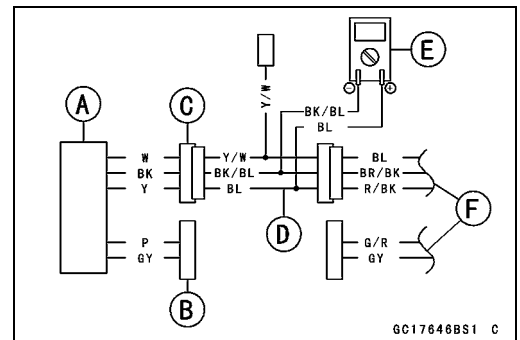 E
A
C
Y/W
BK/BL
BL
W Y/W BL
BK BK/BL BR/BK
Y BL R/BK
F
D
P G/R
GY GY
B
GC17646BS1 C